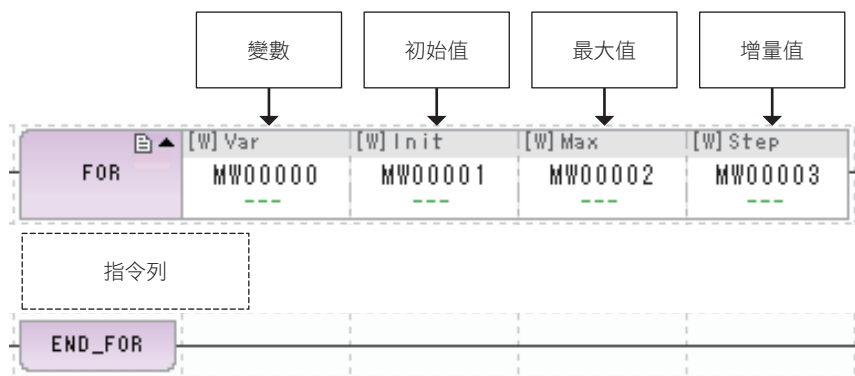 變數 初始值 最大值 增量值
[W]Var [W]Init [W]Max [W]Step
FOR MW00000 MW00001 MW00002 MW00003
--- --- --- ---
指令列
END_FOR